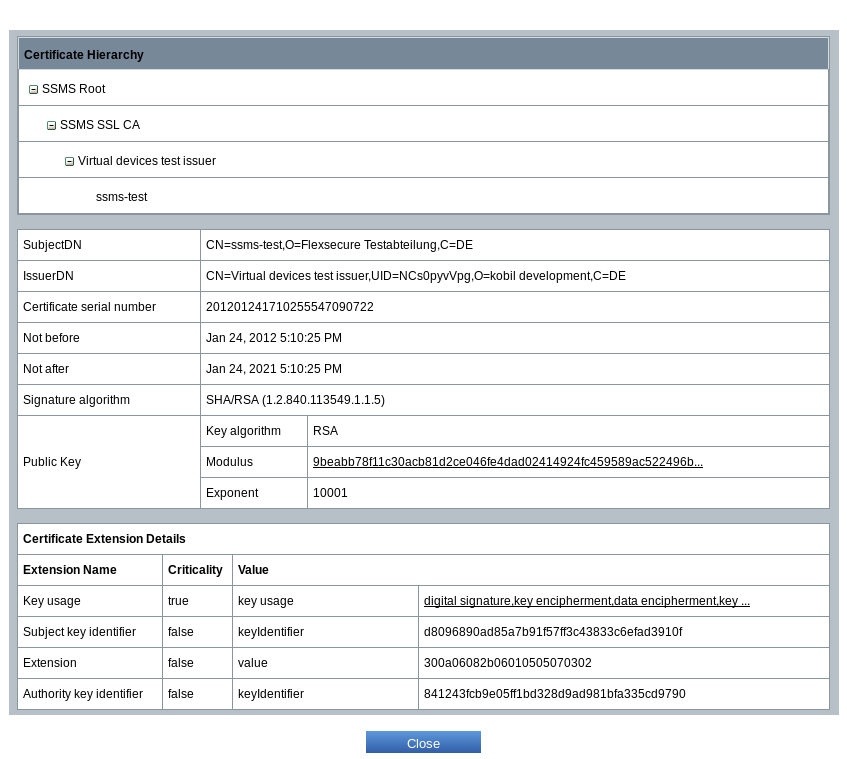 Certificate Hierarchy
SSMS Root
SSMS SSL CA
Virtual devices test issuer
ssms-test
SubjectDN CN=ssms-test,O=Flexsecure Testabteilung,C=DE
IssuerDN CN=Virtual devices test issuer,UID=NCs0pyvVpg,O=kobil development,C=DE
Certificate serial number 201201241710255547090722
Not before Jan 24, 2012 5:10:25 PM
Not after Jan 24, 2021 5:10:25 PM
Signature algorithm SHA/RSA (1.2.840.113549.1.1.5)
Key algorithm RSA
Public Key Modulus 9beabb78f11c30acb81d2ce046fe4dad02414924fc459589ac522496b...
Exponent 10001
Certificate Extension Details
Extension Name Criticality Value
Key usage true key usage digital signature,key encipherment,data encipherment,key ...
Subject key identifier false keyIdentifier d8096890ad85a7b91f57ff3c43833c6efad3910f
Extension false value 300a06082b06010505070302
Authority key identifier false keyIdentifier 841243fcb9e05ff1bd328d9ad981bfa335cd9790
Close